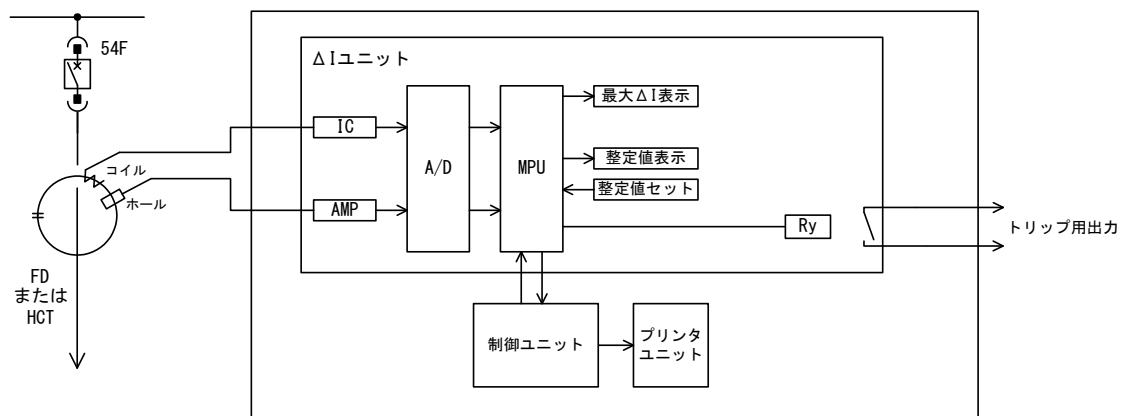 54F
ΔIユニット
IC
AMP
A/D
MPU
最大ΔI表示
整定値表示
整定値セット
Ry
コイル
ホール
トリップ用出力
FD
または
HCT
制御ユニット
プリンタ
ユニット